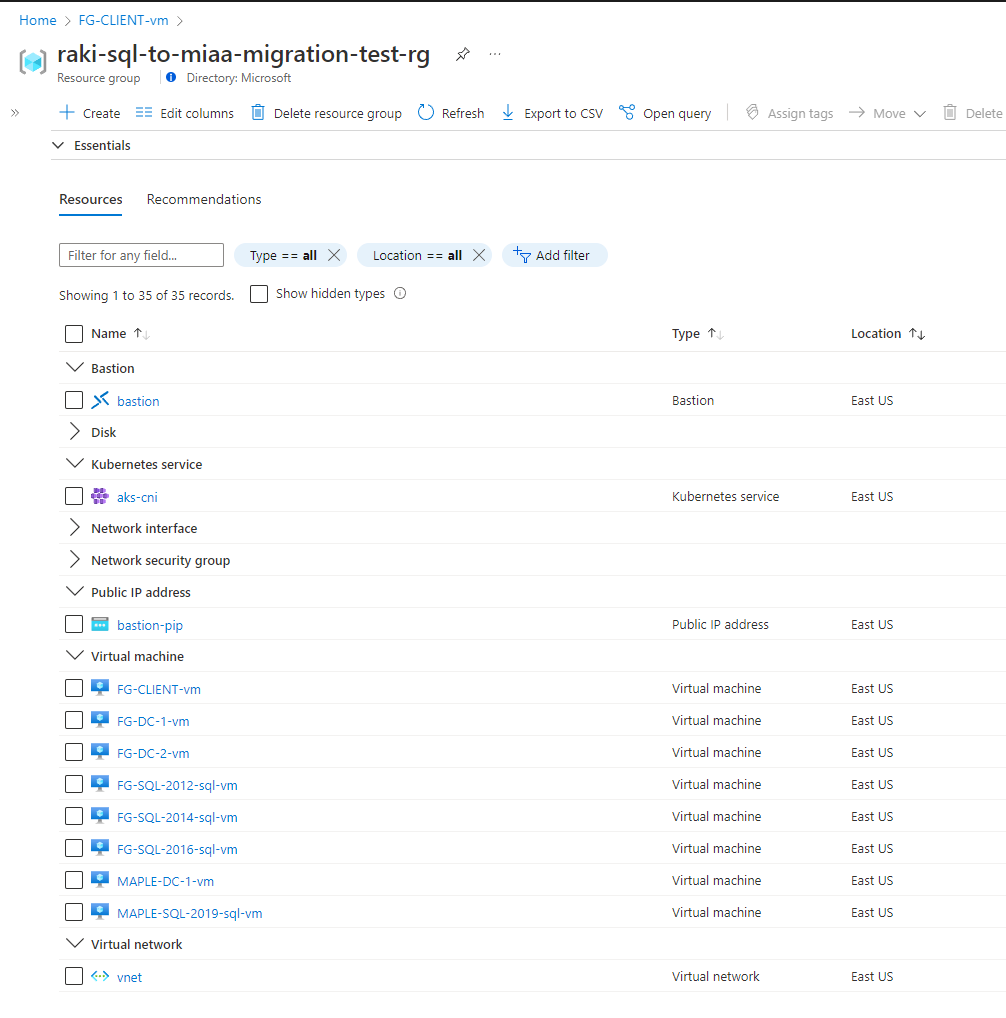 Home > FG-CLIENT-vm >
raki-sql-to-miaa-migration-test-rg ...
Resource group Directory: Microsoft
» Create Edit columns Delete resource group Refresh Export to CSV Open query Assign tags Move Delete
Essentials
Resources Recommendations
Filter for any field... Type == all Location == all Add filter
Showing 1 to 35 of 35 records. Show hidden types
Name Type Location
Bastion
bastion Bastion East US
Disk
Kubernetes service
aks-cni Kubernetes service East US
Network interface
Network security group
Public IP address
bastion-pip Public IP address East US
Virtual machine
FG-CLIENT-vm Virtual machine East US
FG-DC-1-vm Virtual machine East US
FG-DC-2-vm Virtual machine East US
FG-SQL-2012-sql-vm Virtual machine East US
FG-SQL-2014-sql-vm Virtual machine East US
FG-SQL-2016-sql-vm Virtual machine East US
MAPLE-DC-1-vm Virtual machine East US
MAPLE-SQL-2019-sql-vm Virtual machine East US
Virtual network
vnet Virtual network East US